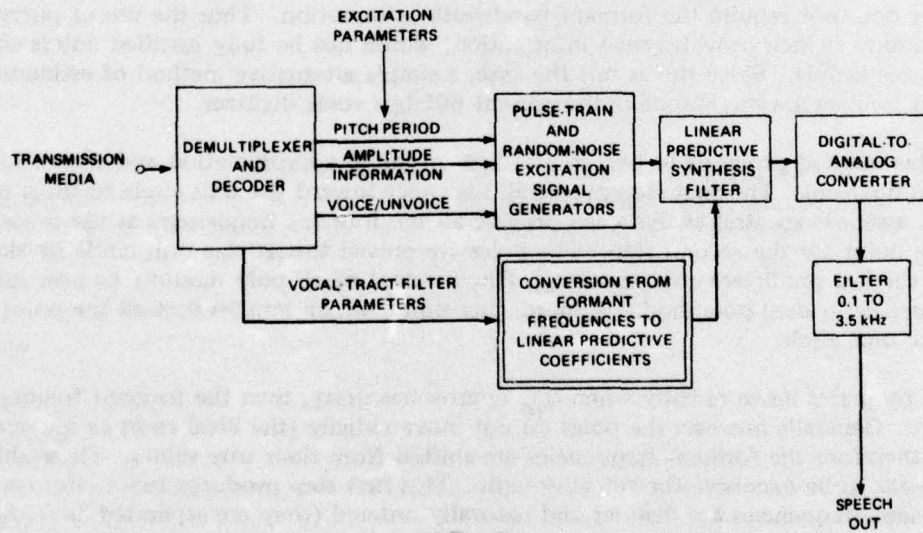 EXCITATION
PARAMETERS
TRANSMISSION
MEDIA
DEMULTIPLEXER
AND
DECODER
PITCH PERIOD
AMPLITUDE
INFORMATION
VOICE/UNVOICE
PULSE-TRAIN
AND
RANDOM-NOISE
EXCITATION
SIGNAL
GENERATORS
LINEAR
PREDICTIVE
SYNTHESIS
FILTER
DIGITAL-TO-
ANALOG
CONVERTER
VOCAL-TRACT FILTER
PARAMETERS
CONVERSION FROM
FORMANT
FREQUENCIES TO
LINEAR PREDICTIVE
COEFFICIENTS
FILTER
0.1 TO
3.5 kHz
SPEECH
OUT